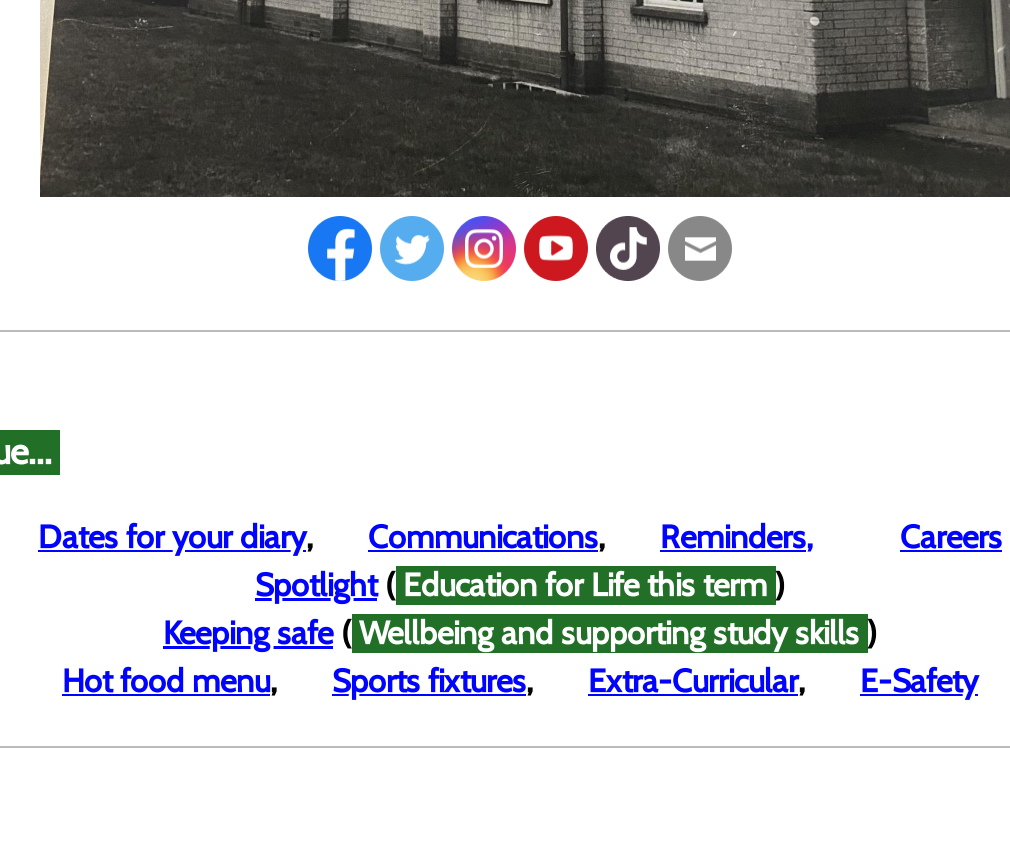 ue...
Dates for your diary, Communications, Reminders, Careers
Spotlight ( Education for Life this term )
Keeping safe ( Wellbeing and supporting study skills )
Hot food menu, Sports fixtures, Extra-Curricular, E-Safety